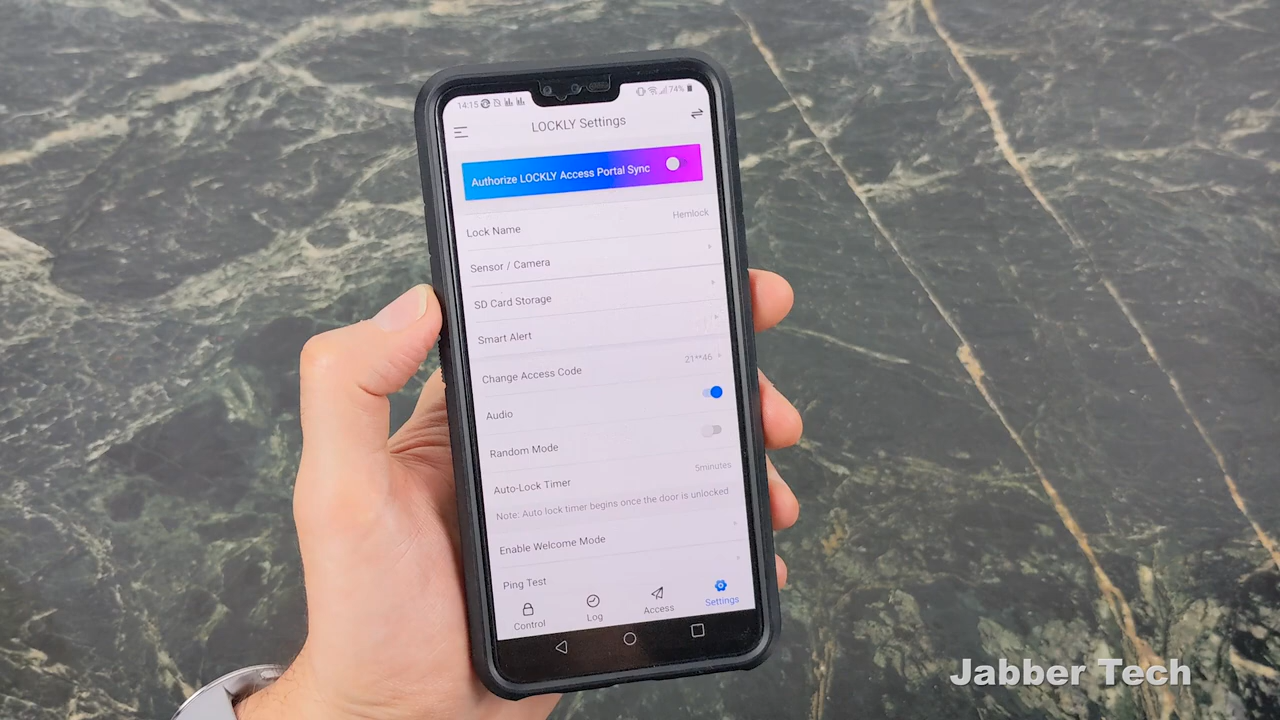 14:15 74%
LOCKLY Settings
Authorize LOCKLY Access Portal Sync
Lock Name Hemlock
Sensor / Camera
SD Card Storage
Smart Alert
Change Access Code 21**46
Audio
Random Mode
Auto-Lock Timer 5minutes
Note: Auto lock timer begins once the door is unlocked
Enable Welcome Mode
Ping Test
Control Log Access Settings
Jabber Tech